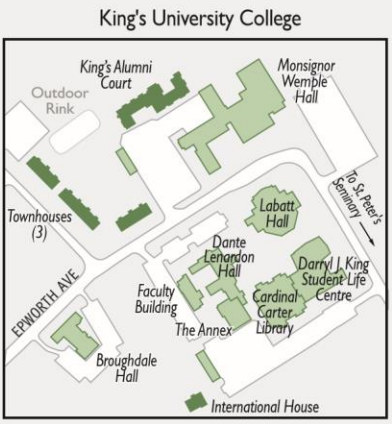 King's University College
King's Alumni
Court
Monsignor
Wemple
Hall
Outdoor
Rink
To St. Peter's
Seminary
Townhouses
(3)
Labatt
Hall
Dante
Lenardon
Hall
Darryl J. King
Student Life
Centre
EPWORTH AVE
Faculty
Building
The Annex
Cardinal
Carter
Library
Broughdale
Hall
International House